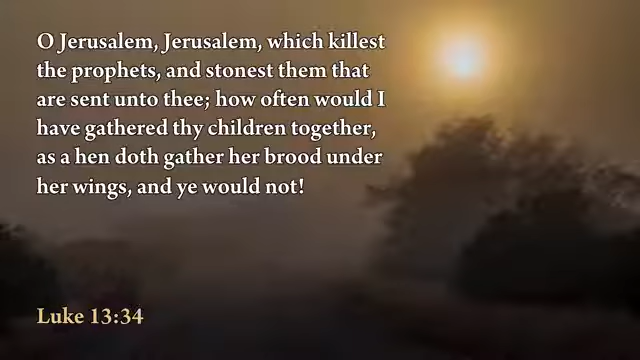 O Jerusalem, Jerusalem, which killest
the prophets, and stonest them that
are sent unto thee; how often would I
have gathered thy children together,
as a hen doth gather her brood under
her wings, and ye would not!
Luke 13:34